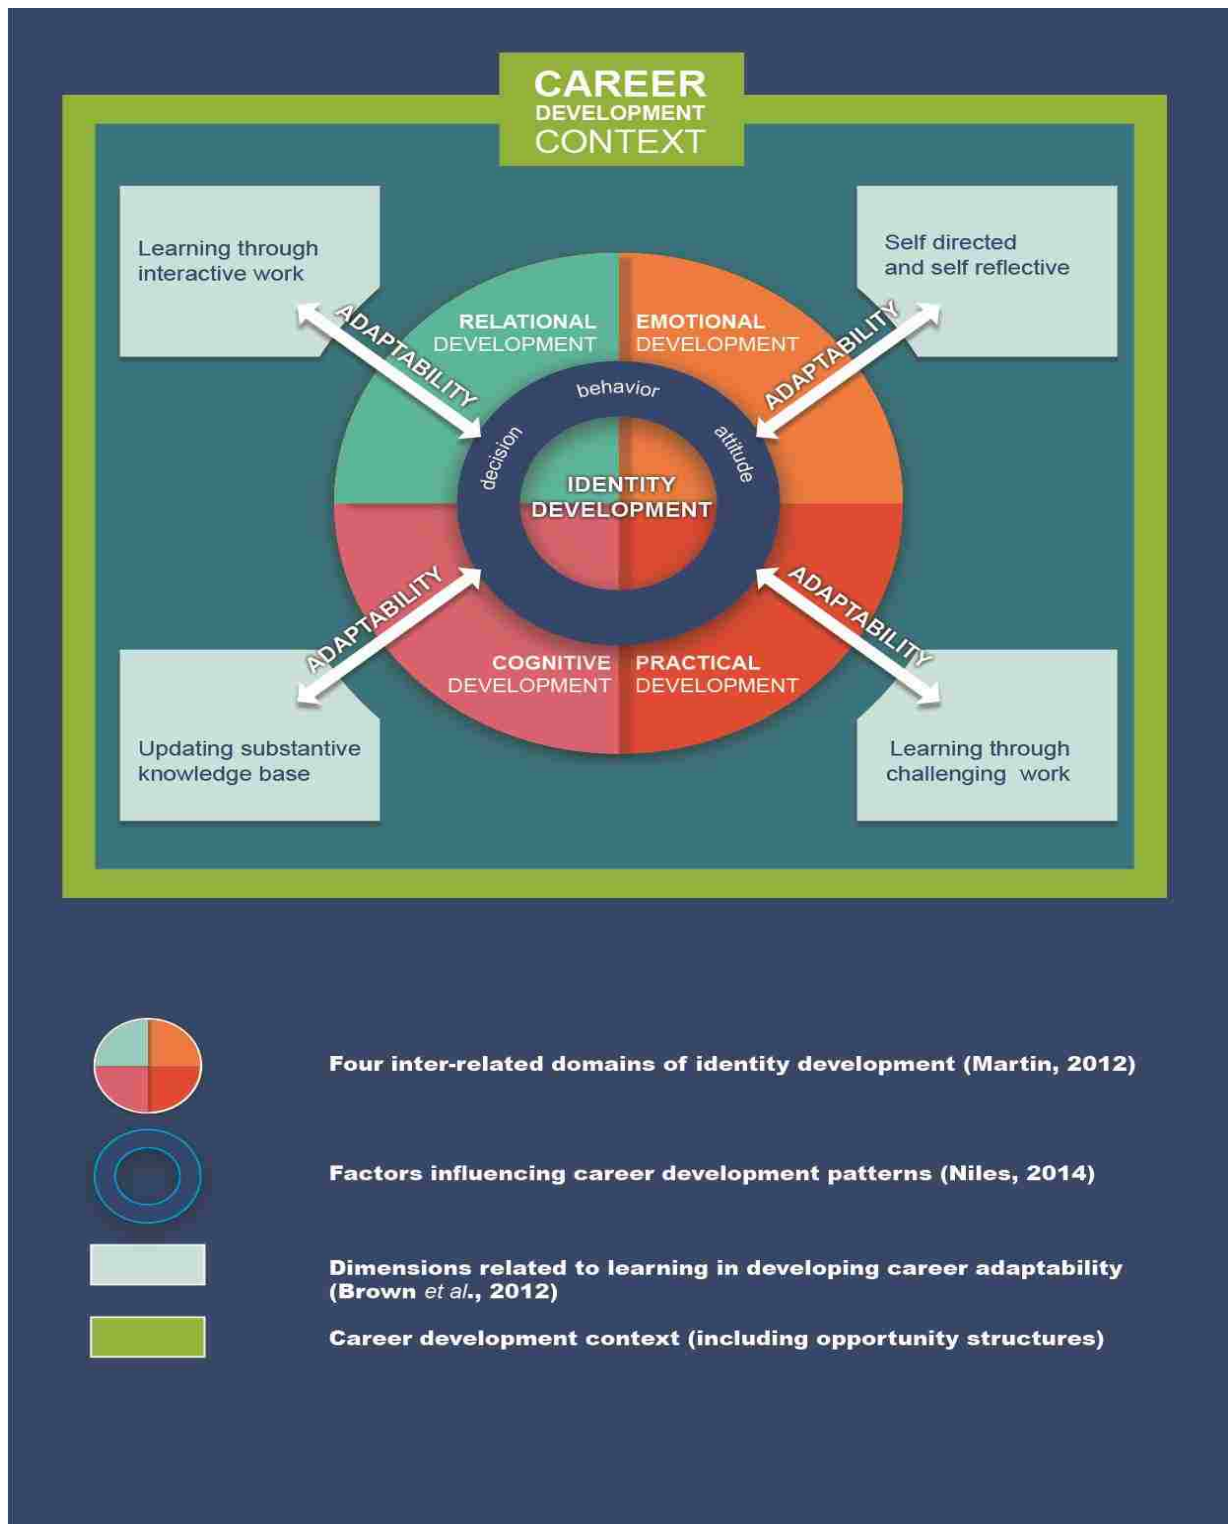 CAREER
DEVELOPMENT
CONTEXT
Learning through
interactive work
Self directed
and self reflective
ADAPTABILITY
ADAPTABILITY
RELATIONAL
DEVELOPMENT
EMOTIONAL
DEVELOPMENT
behavior
decision
attitude
IDENTITY
DEVELOPMENT
ADAPTABILITY
ADAPTABILITY
COGNITIVE
DEVELOPMENT
PRACTICAL
DEVELOPMENT
Updating substantive
knowledge base
Learning through
challenging work
Four inter-related domains of identity development (Martin, 2012)
Factors influencing career development patterns (Niles, 2014)
Dimensions related to learning in developing career adaptability
(Brown et al., 2012)
Career development context (including opportunity structures)